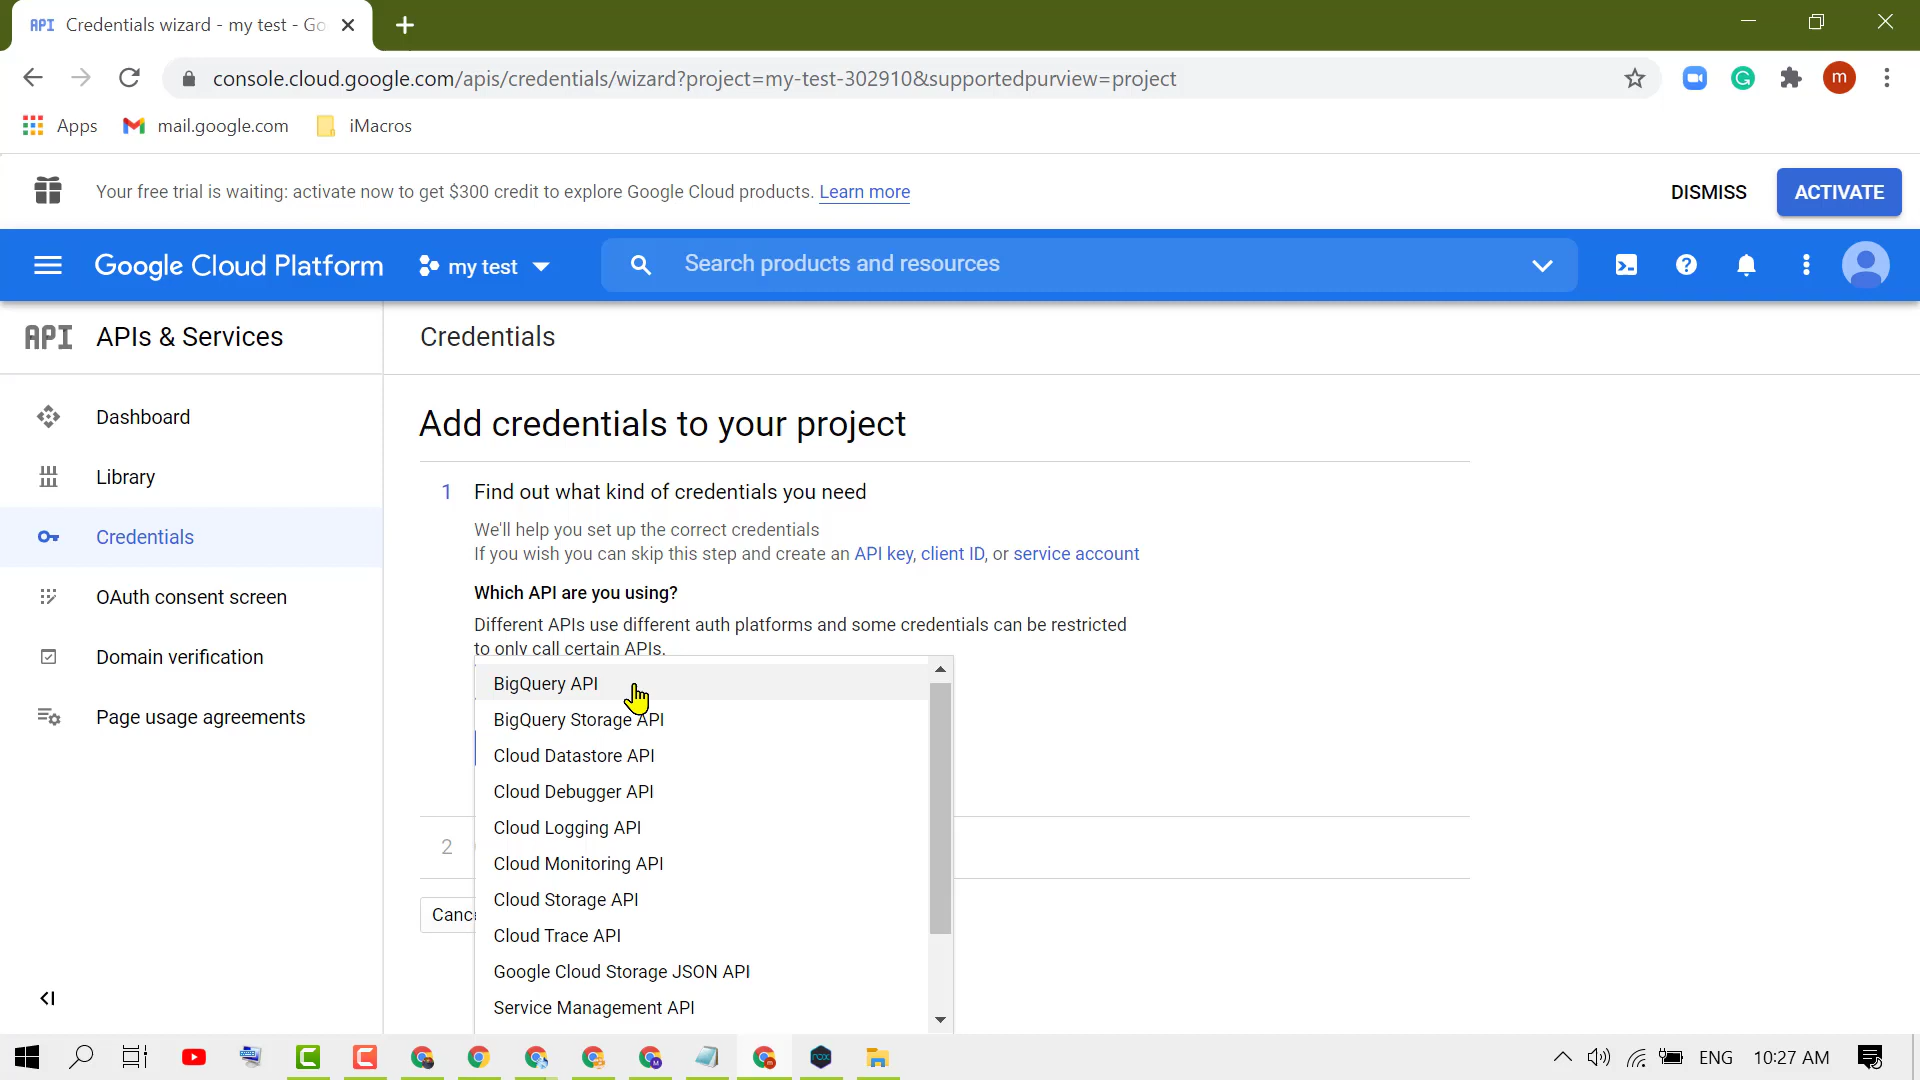 API Credentials wizard - my test - Go
console.cloud.google.com/apis/credentials/wizard?project=my-test-302910&supportedpurview=project
m
Apps
mail.google.com
iMacros
Your free trial is waiting: activate now to get $300 credit to explore Google Cloud products. Learn more
DISMISS
ACTIVATE
Google Cloud Platform
my test
Search products and resources
API APIs & Services
Credentials
Dashboard
Library
Credentials
OAuth consent screen
Domain verification
Page usage agreements
Add credentials to your project
1 Find out what kind of credentials you need
We'll help you set up the correct credentials
If you wish you can skip this step and create an API key, client ID, or service account
Which API are you using?
Different APIs use different auth platforms and some credentials can be restricted
to only call certain APIs.
BigQuery API
BigQuery Storage API
Cloud Datastore API
Cloud Debugger API
Cloud Logging API
Cloud Monitoring API
Cloud Storage API
Cloud Trace API
Google Cloud Storage JSON API
Service Management API
2
Canc
ENG
10:27 AM